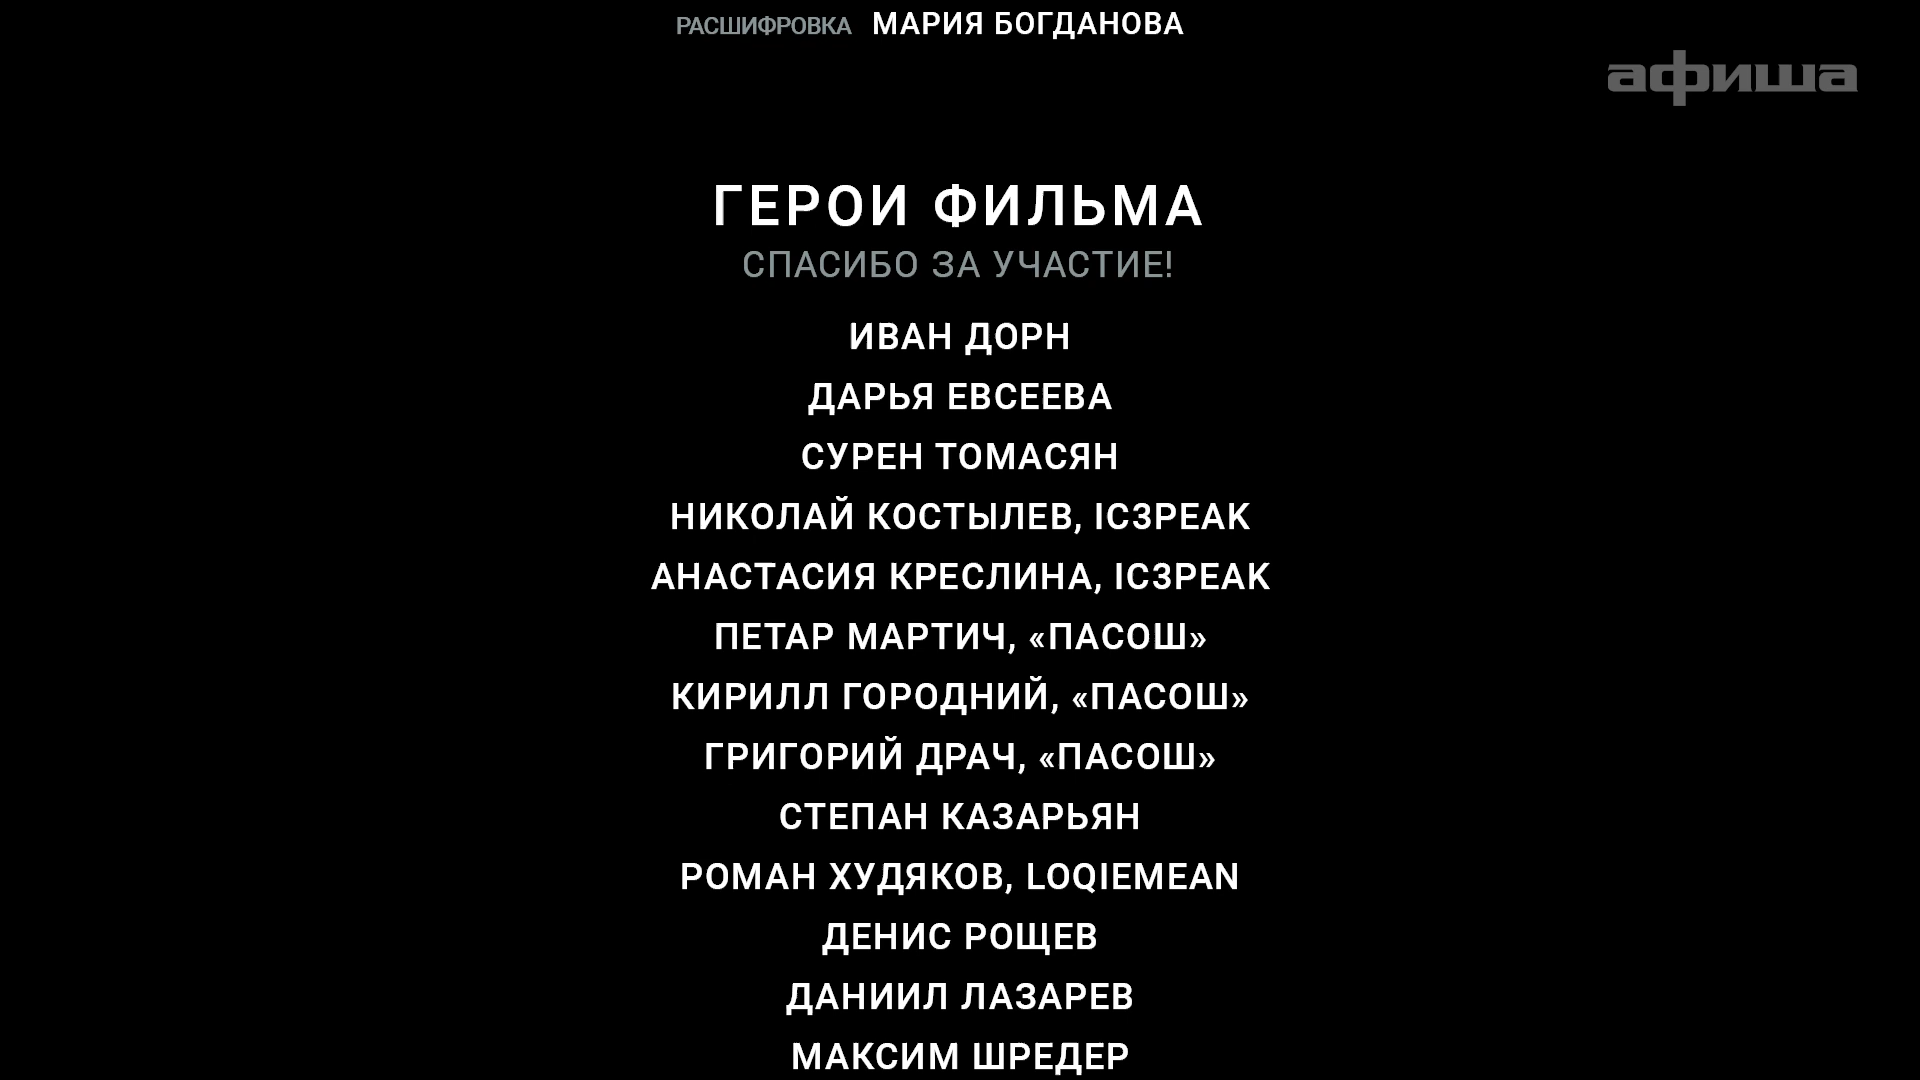 РАСШИФРОВКА МАРИЯ БОГДАНОВА
афиша
ГЕРОИ ФИЛЬМА
СПАСИБО ЗА УЧАСТИЕ!
ИВАН ДОРН
ДАРЬЯ ЕВСЕЕВА
СУРЕН ТОМАСЯН
НИКОЛАЙ КОСТЫЛЕВ, IC3PEAK
АНАСТАСИЯ КРЕСЛИНА, IC3PEAK
ПЕТАР МАРТИЧ, «ПАСОШ»
КИРИЛЛ ГОРОДНИЙ, «ПАСОШ»
ГРИГОРИЙ ДРАЧ, «ПАСОШ»
СТЕПАН КАЗАРЬЯН
РОМАН ХУДЯКОВ, LOQIEMEAN
ДЕНИС РОЩЕВ
ДАНИИЛ ЛАЗАРЕВ
МАКСИМ ШРЕДЕР